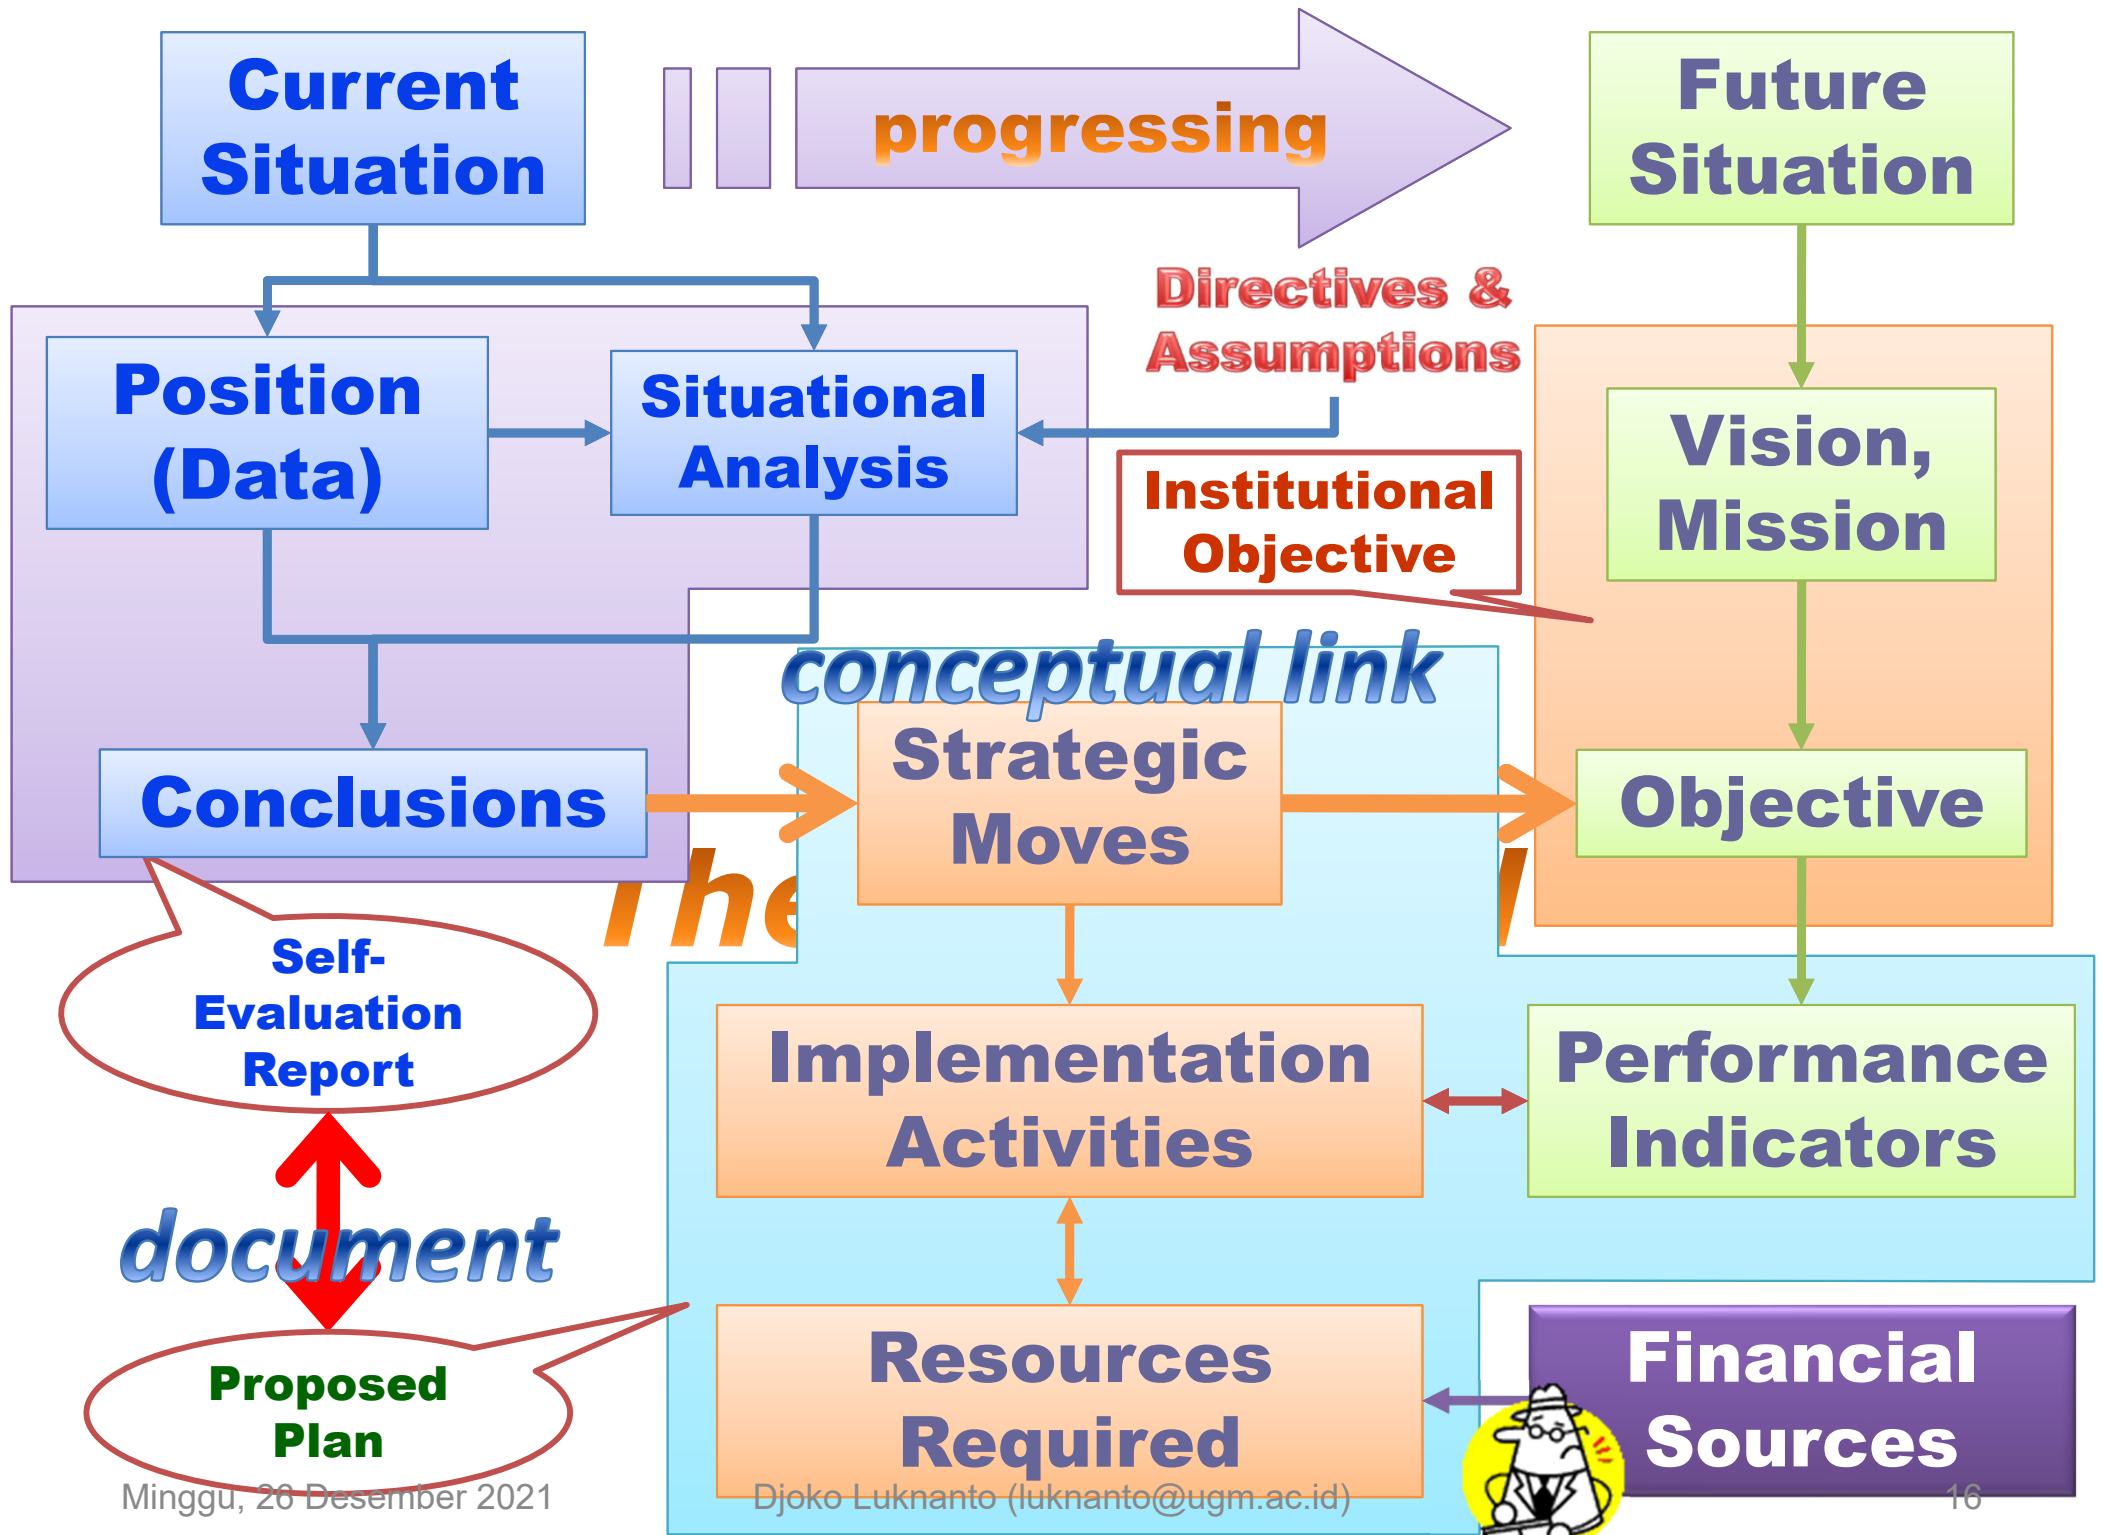 Current
Situation
progressing
Future
Situation
Directives &
Assumptions
Position
(Data)
Situational
Analysis
Institutional
Objective
Vision,
Mission
conceptual link
Strategic
Moves
Conclusions
Objective
The
Self-
Evaluation
Report
Implementation
Activities
Performance
Indicators
document
Proposed
Plan
Resources
Required
Financial
Sources
Minggu, 26 Desember 2021
Djoko Luknanto (luknanto@ugm.ac.id)
16